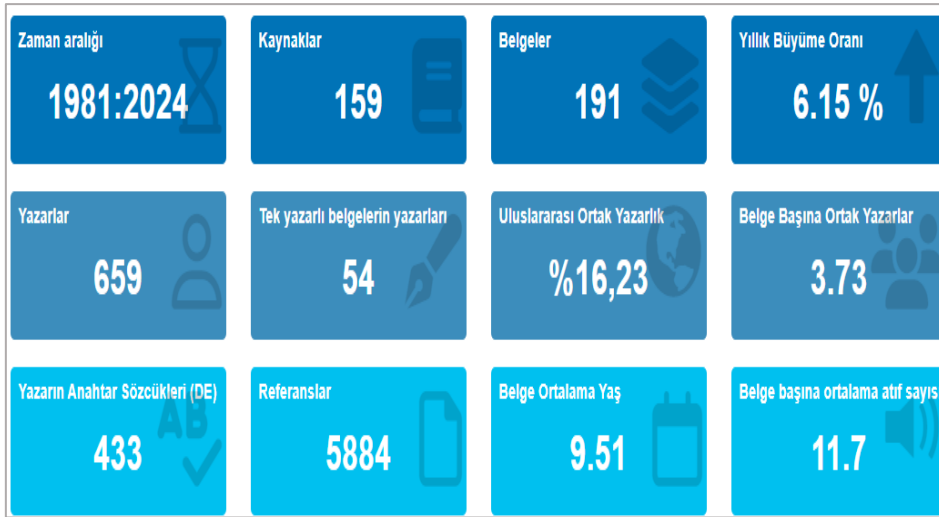 Zaman aralığı
1981:2024
Kaynaklar
159
Belgeler
191
Yıllık Büyüme Oranı
6.15 %
Yazarlar
659
Tek yazarlı belgelerin yazarları
54
Uluslararası Ortak Yazarlık
%16,23
Belge Başına Ortak Yazarlar
3.73
Yazarın Anahtar Sözcükleri (DE)
AB
433
Referanslar
5884
Belge Ortalama Yaş
9.51
Belge başına ortalama atıf sayıs
11.7